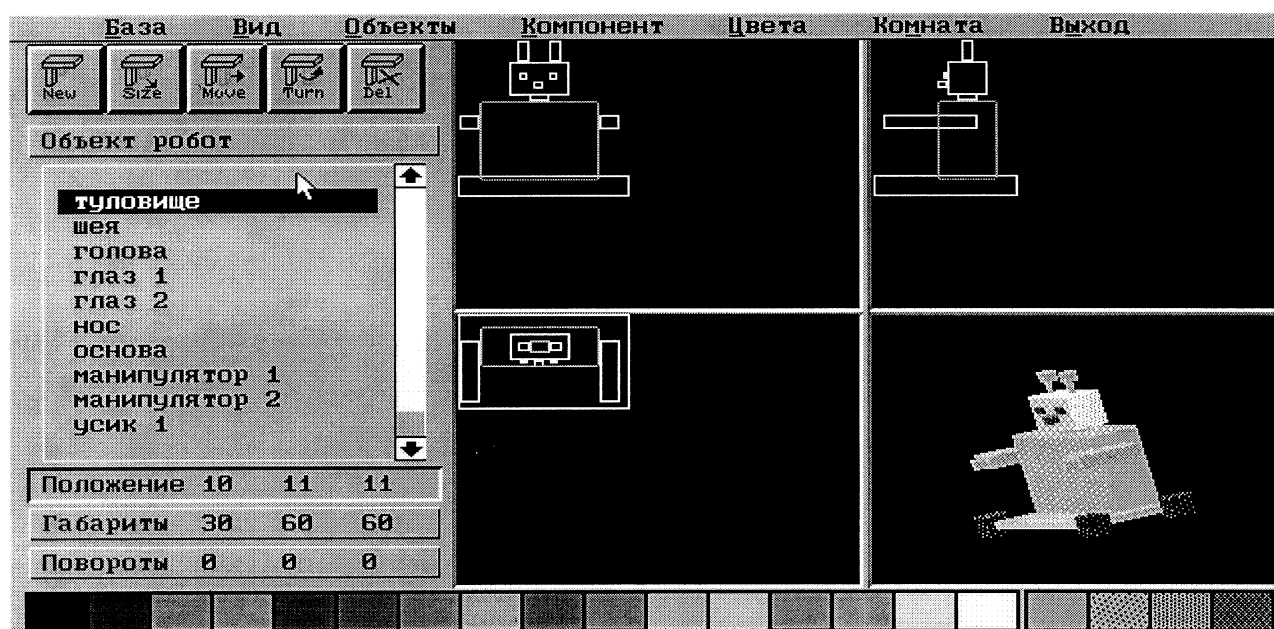 База Вид Объекты Компонент Цвета Комната Выход
New Size Move Turn Del
Объект робот
туловище
шея
голова
глаз 1
глаз 2
нос
основа
манипулятор 1
манипулятор 2
усик 1
Положение 10 11 11
Габариты 30 60 60
Повороты 0 0 0